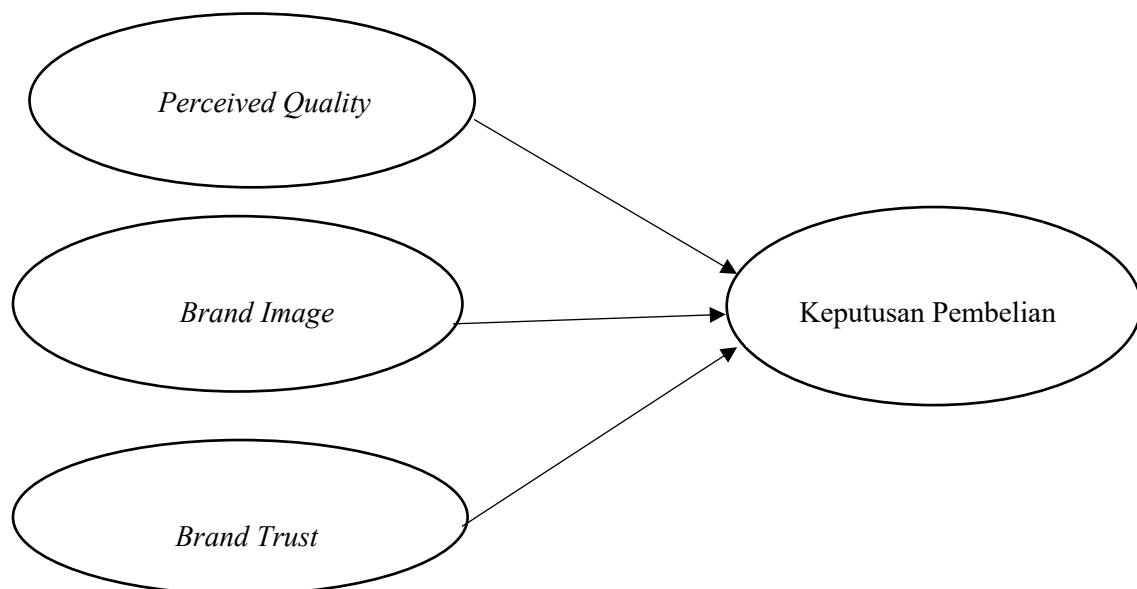 Perceived Quality
Brand Image
Keputusan Pembelian
Brand Trust